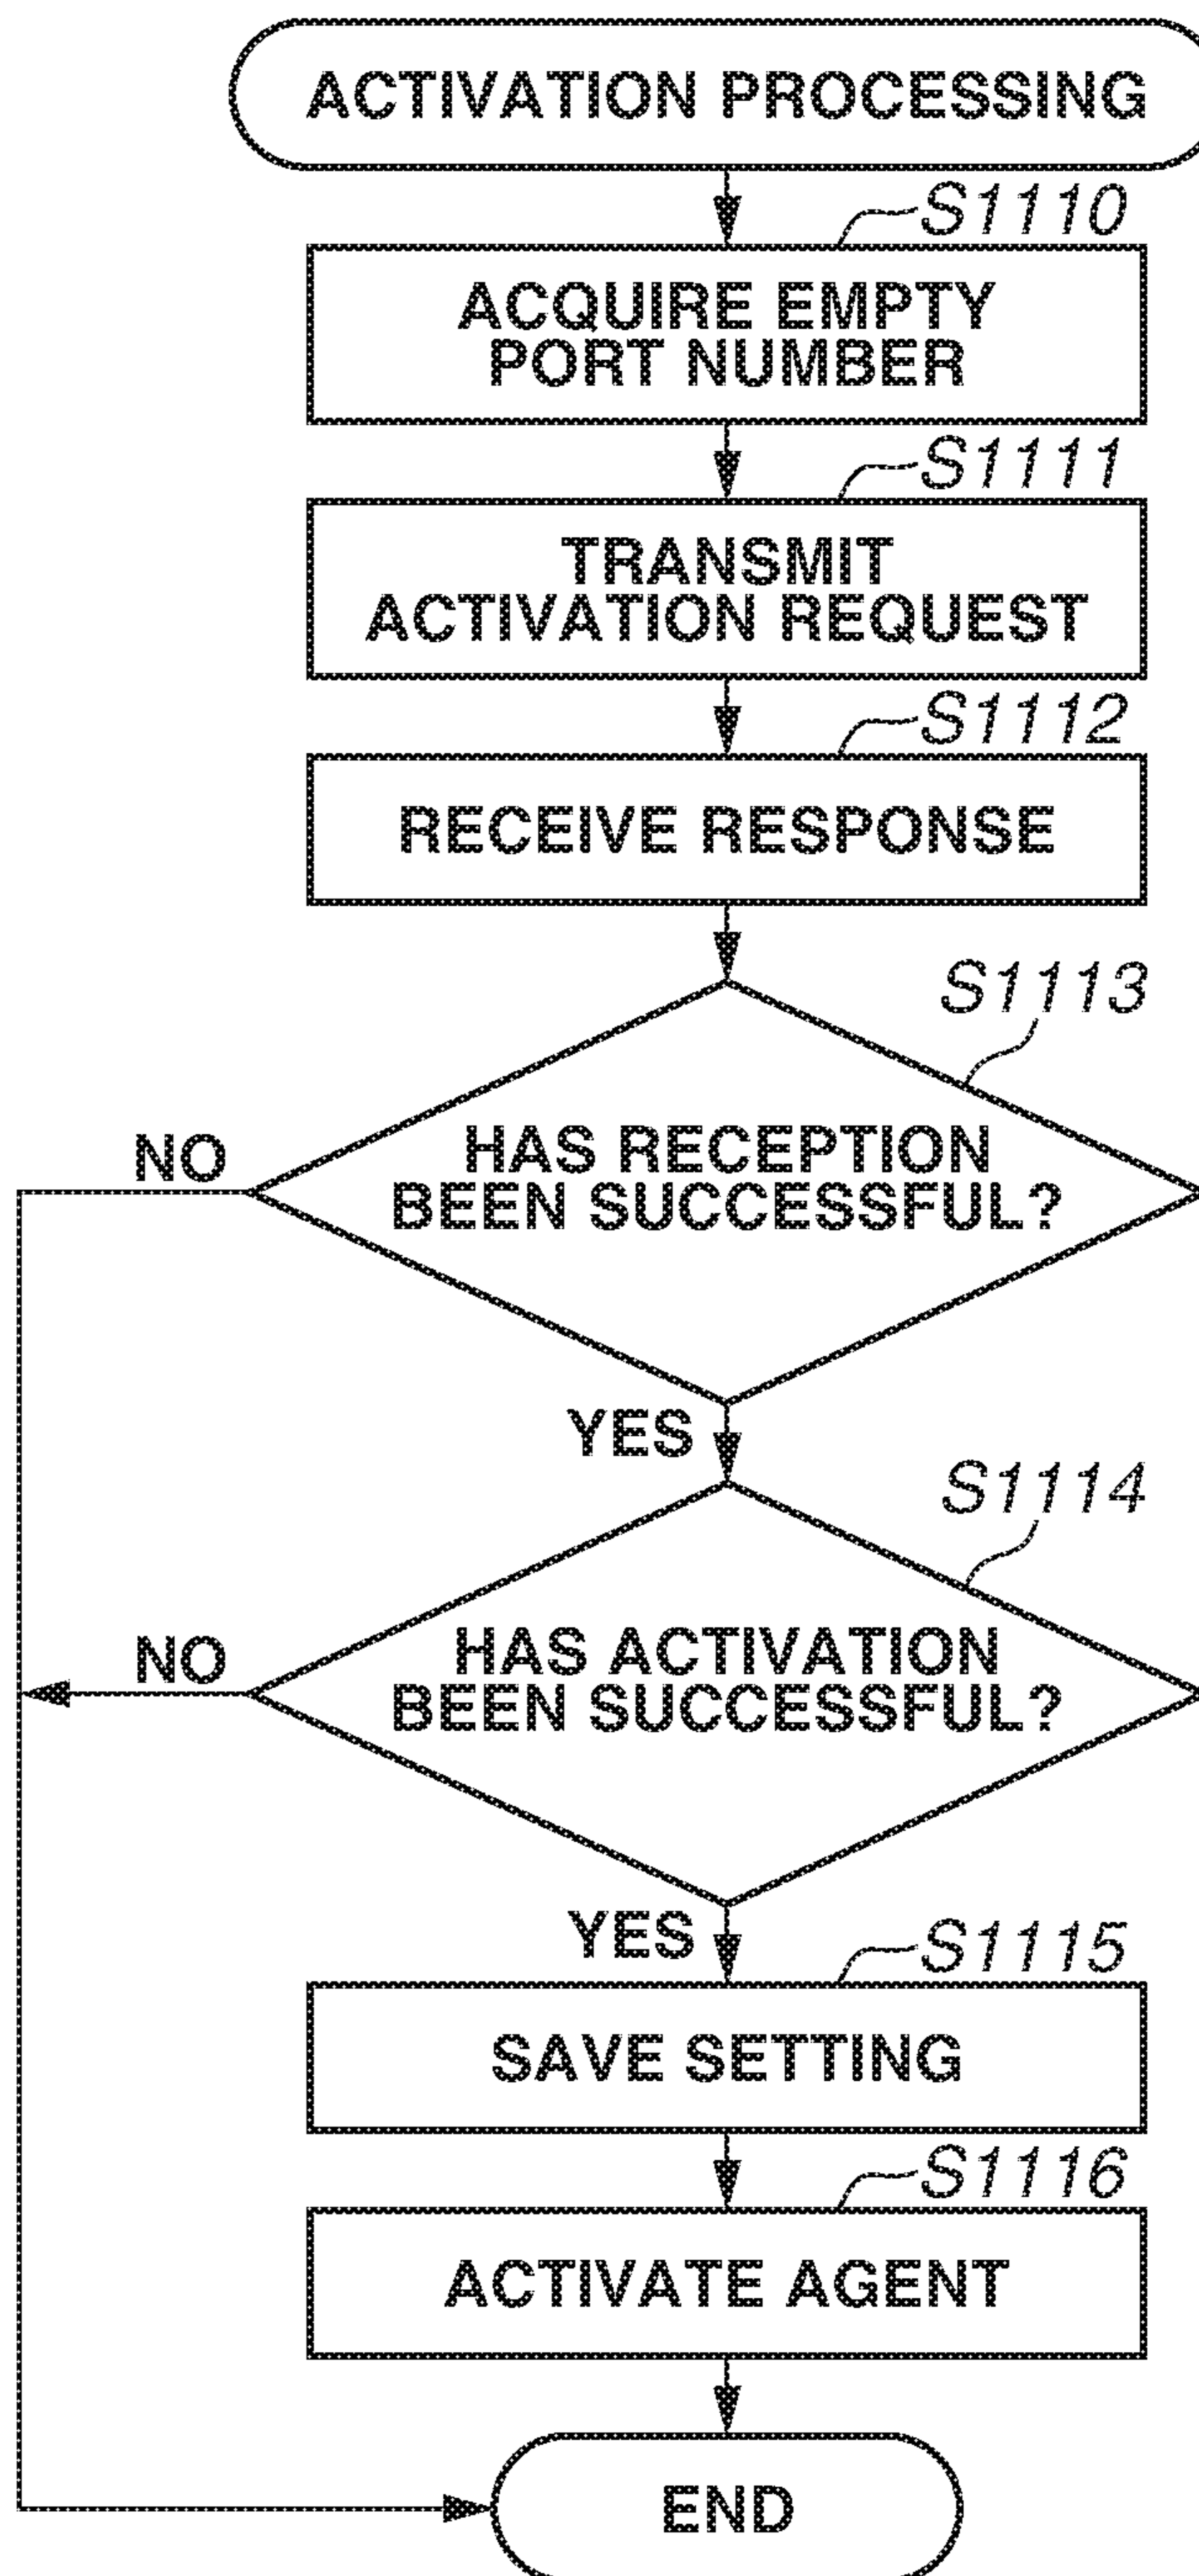 ACTIVATION PROCESSING
S1110
ACQUIRE EMPTY
PORT NUMBER
S1111
TRANSMIT
ACTIVATION REQUEST
S1112
RECEIVE RESPONSE
S1113
NO
HAS RECEPTION
BEEN SUCCESSFUL?
YES
S1114
NO
HAS ACTIVATION
BEEN SUCCESSFUL?
YES
S1115
SAVE SETTING
S1116
ACTIVATE AGENT
END